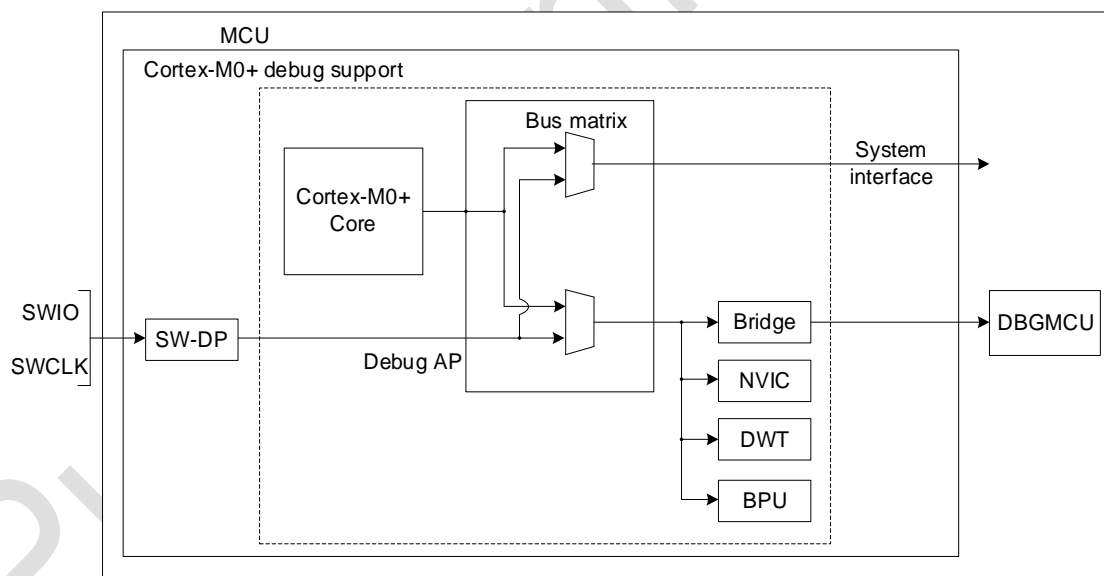 MCU
Cortex-M0+ debug support
Bus matrix
Cortex-M0+
Core
System
interface
SWIO
SWCLK
SW-DP
Debug AP
Bridge
DBGMCU
NVIC
DWT
BPU